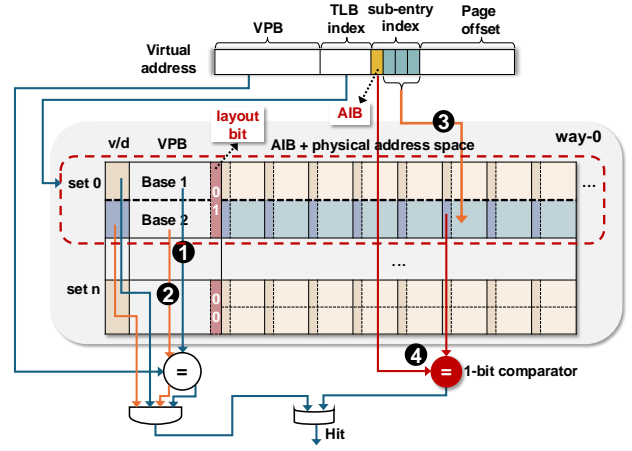 VPB
TLB
index
sub-entry
index
Page
offset
Virtual
address
AIB
3
layout
bit
way-0
v/d
VPB
AIB + physical address space
set 0
Base 1
0
...
Base 2
1
1
...
2
set n
0
0
=
4
=
1-bit comparator
Hit